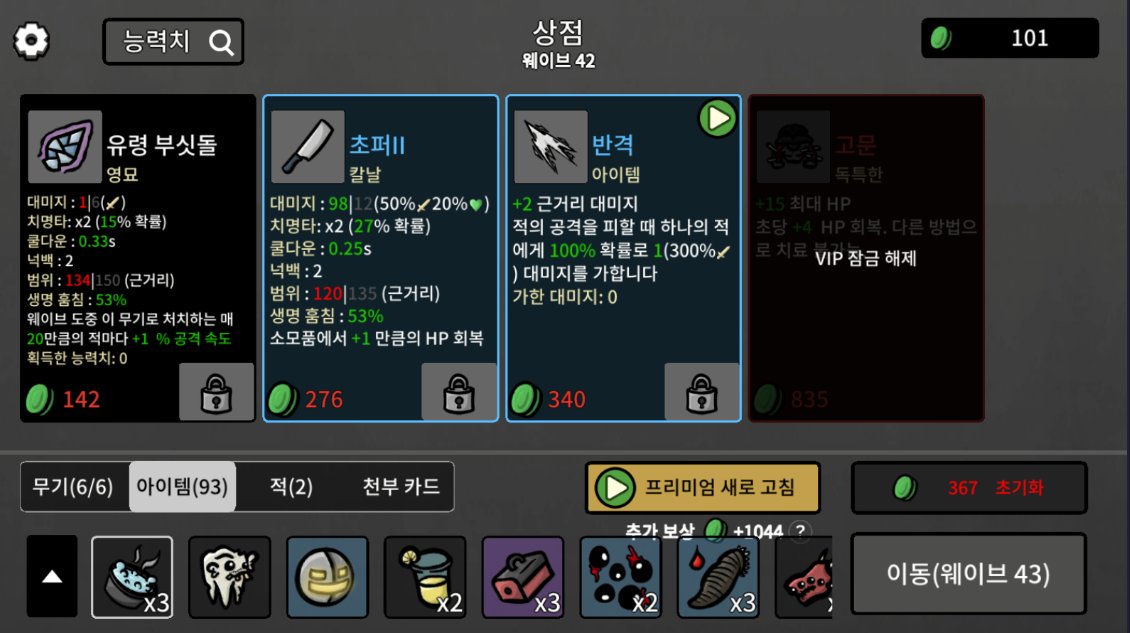 능력치
상점
웨이브 42
101
유령 부싯돌
영묘
대미지 : 1|6( )
치명타: x2 (15% 확률)
쿨다운 : 0.33s
넉백 : 2
범위 : 134|150 (근거리)
생명 훔침 : 53%
웨이브 도중 이 무기로 처치하는 매
20만큼의 적마다 +1 % 공격 속도
획득한 능력치: 0
142
초퍼II
칼날
대미지 : 98|12(50% 20% )
치명타: x2 (27% 확률)
쿨다운 : 0.25s
넉백 : 2
범위 : 120|135 (근거리)
생명 훔침 : 53%
소모품에서 +1 만큼의 HP 회복
276
반격
아이템
+2 근거리 대미지
적의 공격을 피할 때 하나의 적
에게 100% 확률로 1(300%
) 대미지를 가합니다
가한 대미지: 0
340
고문
독특한
+15 최대 HP
초당 +4 HP 회복. 다른 방법으
로 치료 불가능
VIP 잠금 해제
835
무기(6/6)
아이템(93)
적(2)
천부 카드
프리미엄 새로 고침
367 초기화
추가 보상 +1044 ?
x3
x2
x3
x2
x3
이동(웨이브 43)